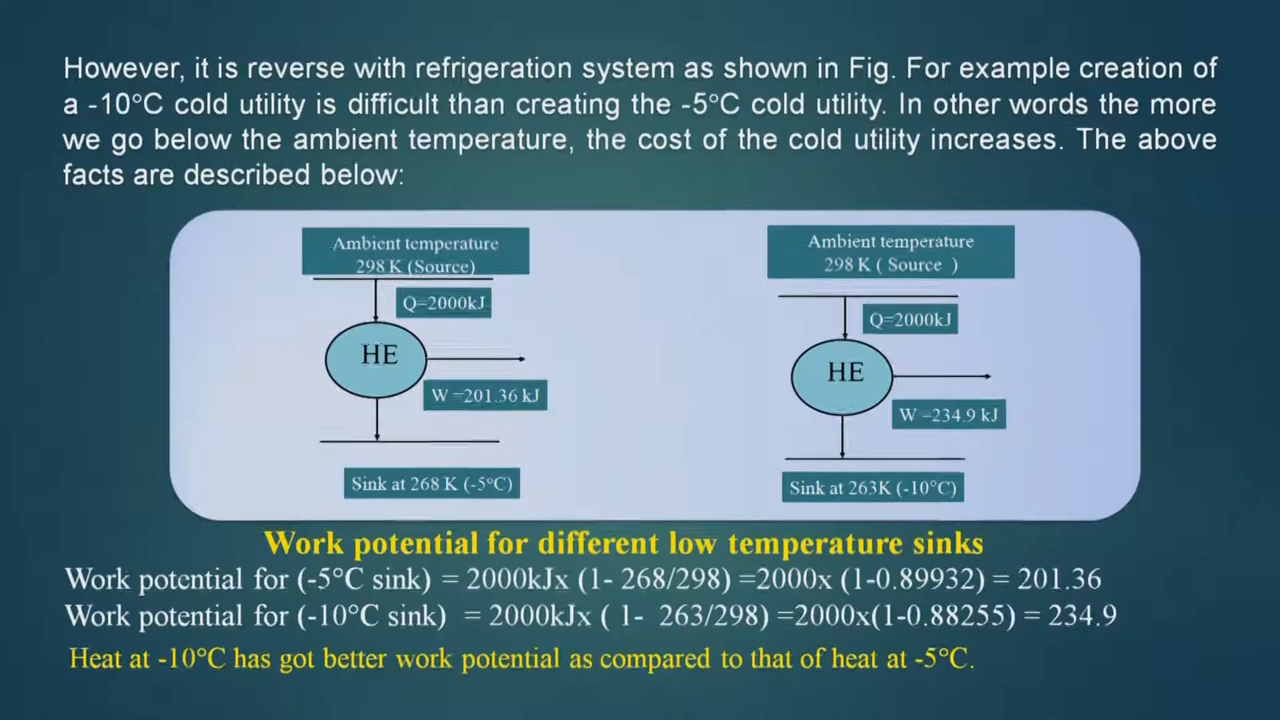 However, it is reverse with refrigeration system as shown in Fig. For example creation of
a -10°C cold utility is difficult than creating the -5°C cold utility. In other words the more
we go below the ambient temperature, the cost of the cold utility increases. The above
facts are described below:
Ambient temperature
298 K (Source)
Q=2000kJ
HE
W =201.36 kJ
Sink at 268 K (-5°C)
Ambient temperature
298 K ( Source )
Q=2000kJ
HE
W =234.9 kJ
Sink at 263K (-10°C)
Work potential for different low temperature sinks
Work potential for (-5°C sink) = 2000kJx (1- 268/298) =2000x (1-0.89932) = 201.36
Work potential for (-10°C sink) = 2000kJx ( 1- 263/298) =2000x(1-0.88255) = 234.9
Heat at -10°C has got better work potential as compared to that of heat at -5°C.